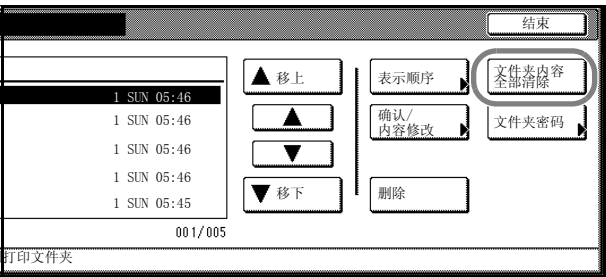 结束
移上
表示顺序
文件夹内容
全部清除
1 SUN 05:46
1 SUN 05:46
确认/
内容修改
文件夹密码
1 SUN 05:46
1 SUN 05:46
移下
删除
1 SUN 05:45
001/005
打印文件夹